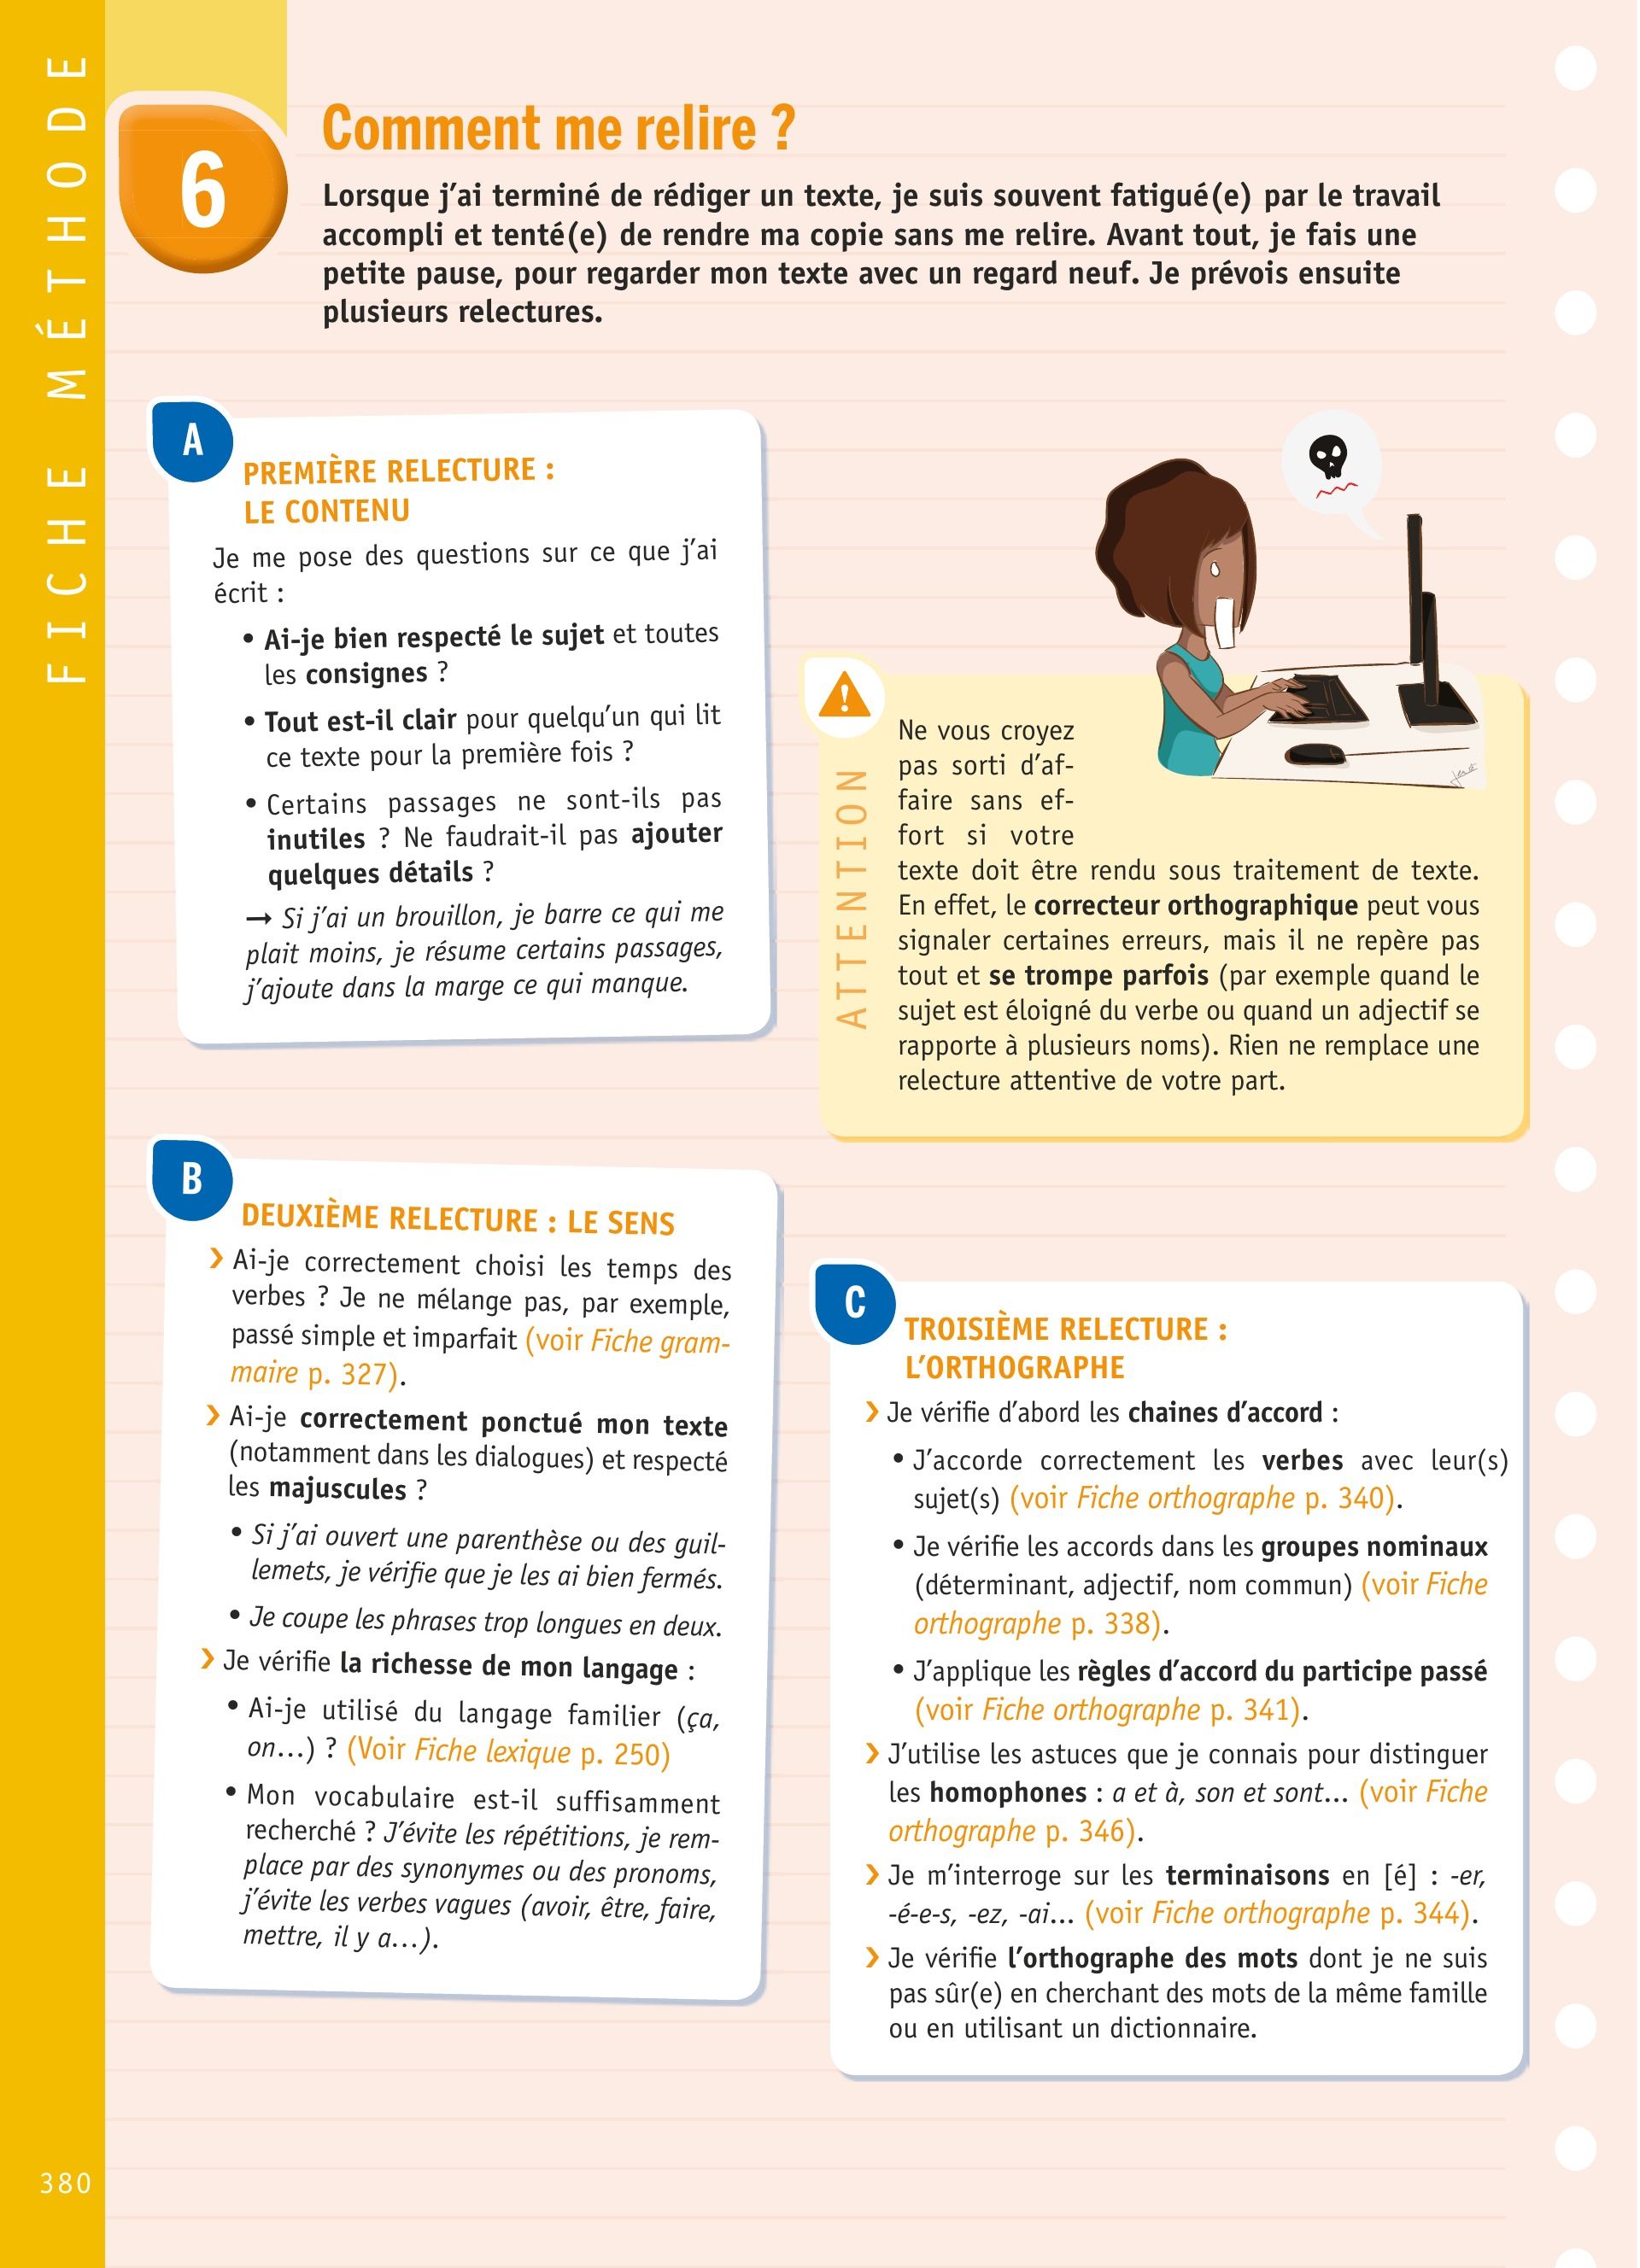 FICHE MÉTHODE
6
Comment me relire ?
Lorsque j’ai terminé de rédiger un texte, je suis souvent fatigué(e) par le travail
accompli et tenté(e) de rendre ma copie sans me relire. Avant tout, je fais une
petite pause, pour regarder mon texte avec un regard neuf. Je prévois ensuite
plusieurs relectures.
A
PREMIÈRE RELECTURE :
LE CONTENU
Je me pose des questions sur ce que j’ai
écrit :
• Ai-je bien respecté le sujet et toutes
les consignes ?
• Tout est-il clair pour quelqu’un qui lit
ce texte pour la première fois ?
• Certains passages ne sont-ils pas
inutiles ? Ne faudrait-il pas ajouter
quelques détails ?
→ Si j’ai un brouillon, je barre ce qui me
plait moins, je résume certains passages,
j’ajoute dans la marge ce qui manque.
ATTENTION
Ne vous croyez
pas sorti d’af-
faire sans ef-
fort si votre
texte doit être rendu sous traitement de texte.
En effet, le correcteur orthographique peut vous
signaler certaines erreurs, mais il ne repère pas
tout et se trompe parfois (par exemple quand le
sujet est éloigné du verbe ou quand un adjectif se
rapporte à plusieurs noms). Rien ne remplace une
relecture attentive de votre part.
B
DEUXIÈME RELECTURE : LE SENS
› Ai-je correctement choisi les temps des
verbes ? Je ne mélange pas, par exemple,
passé simple et imparfait (voir Fiche gram-
maire p. 327).
› Ai-je correctement ponctué mon texte
(notamment dans les dialogues) et respecté
les majuscules ?
• Si j’ai ouvert une parenthèse ou des guil-
lemets, je vérifie que je les ai bien fermés.
• Je coupe les phrases trop longues en deux.
› Je vérifie la richesse de mon langage :
• Ai-je utilisé du langage familier (ça,
on…) ? (Voir Fiche lexique p. 250)
• Mon vocabulaire est-il suffisamment
recherché ? J’évite les répétitions, je rem-
place par des synonymes ou des pronoms,
j’évite les verbes vagues (avoir, être, faire,
mettre, il y a…).
C
TROISIÈME RELECTURE :
L’ORTHOGRAPHE
› Je vérifie d’abord les chaines d’accord :
• J’accorde correctement les verbes avec leur(s)
sujet(s) (voir Fiche orthographe p. 340).
• Je vérifie les accords dans les groupes nominaux
(déterminant, adjectif, nom commun) (voir Fiche
orthographe p. 338).
• J’applique les règles d’accord du participe passé
(voir Fiche orthographe p. 341).
› J’utilise les astuces que je connais pour distinguer
les homophones : a et à, son et sont… (voir Fiche
orthographe p. 346).
› Je m’interroge sur les terminaisons en [é] : -er,
-é-e-s, -ez, -ai… (voir Fiche orthographe p. 344).
› Je vérifie l’orthographe des mots dont je ne suis
pas sûr(e) en cherchant des mots de la même famille
ou en utilisant un dictionnaire.
380